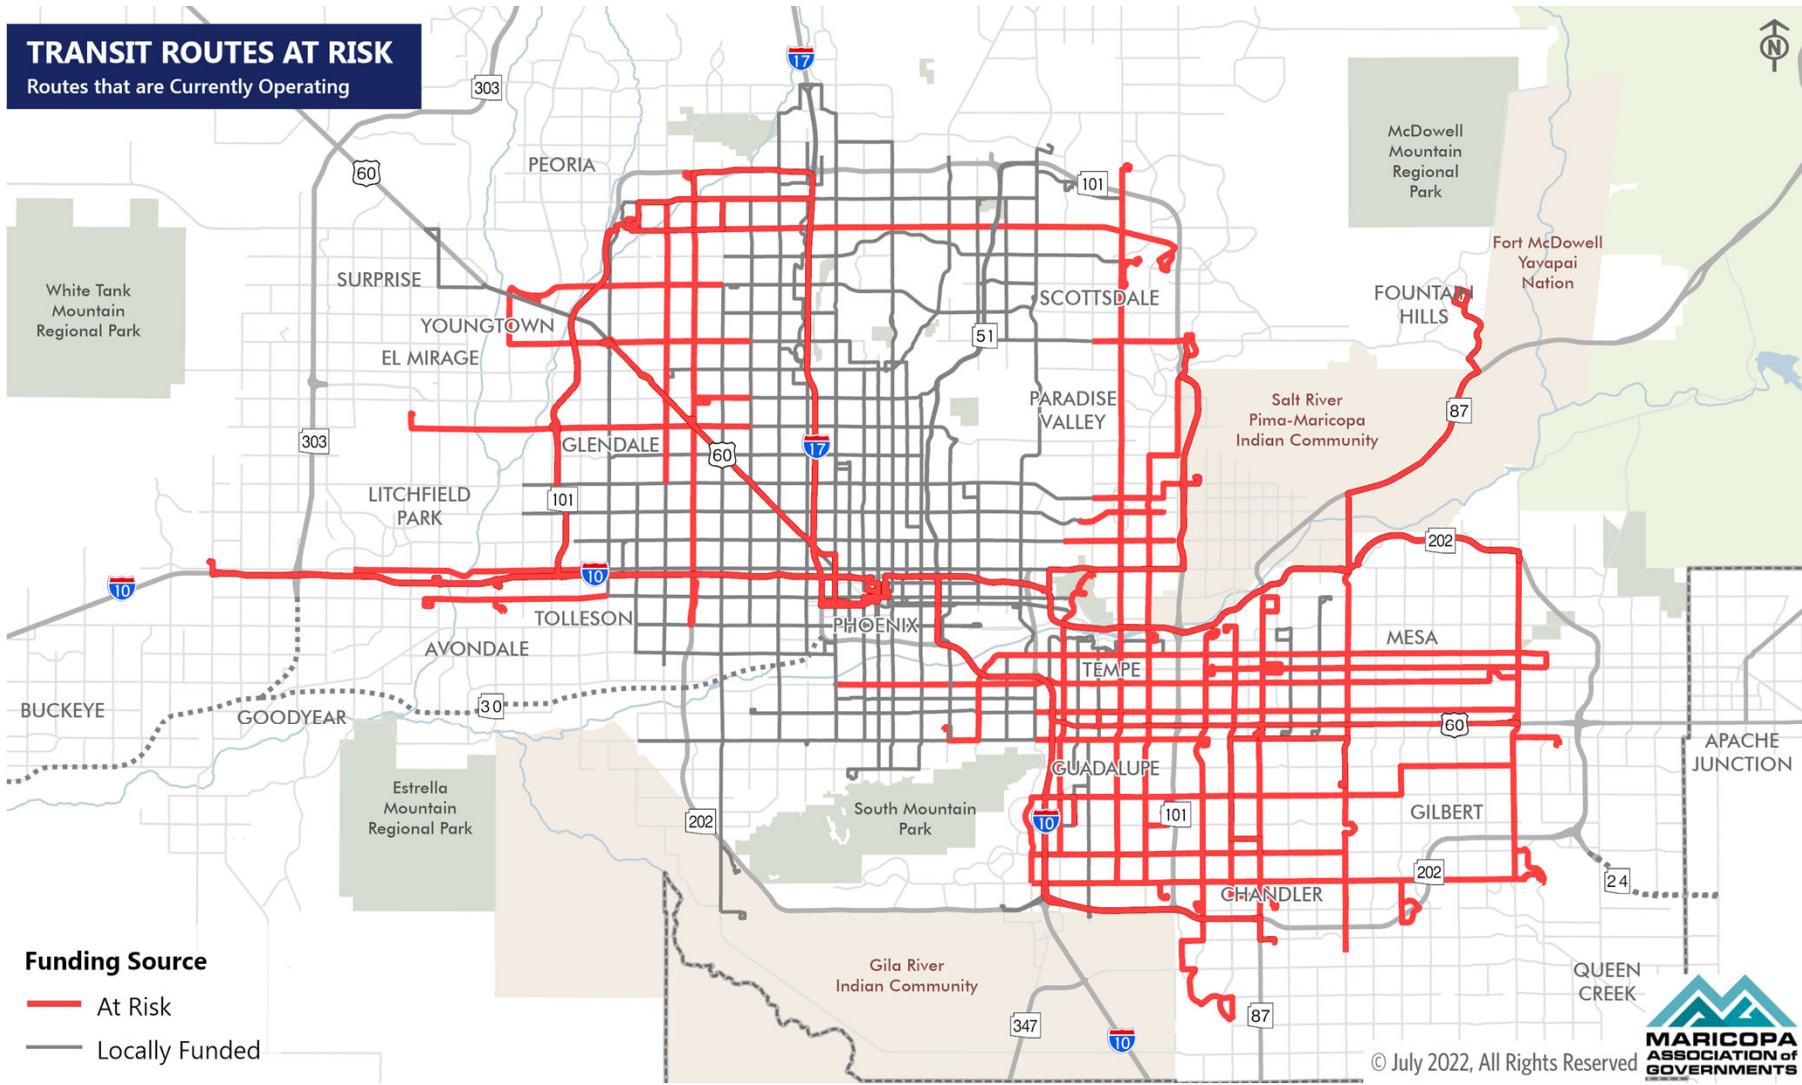 TRANSIT ROUTES AT RISK
Routes that are Currently Operating
17
N
303
McDowell
Mountain
Regional
Park
PEORIA
60
101
Fort McDowell
Yavapai
Nation
White Tank
Mountain
Regional Park
SURPRISE
SCOTTSDALE
FOUNTAIN
HILLS
YOUNGTOWN
51
EL MIRAGE
PARADISE
VALLEY
Salt River
Pima-Maricopa
Indian Community
87
303
GLENDALE
60
17
LITCHFIELD
PARK
101
202
10
10
TOLLESON
PHOENIX
AVONDALE
MESA
TEMPE
BUCKEYE
GOODYEAR
30
60
APACHE
JUNCTION
GUADALUPE
Estrella
Mountain
Regional Park
202
South Mountain
Park
10
101
GILBERT
202
24
CHANDLER
Funding Source
At Risk
Locally Funded
Gila River
Indian Community
347
10
87
QUEEN
CREEK
© July 2022, All Rights Reserved
MARICOPA
ASSOCIATION of
GOVERNMENTS